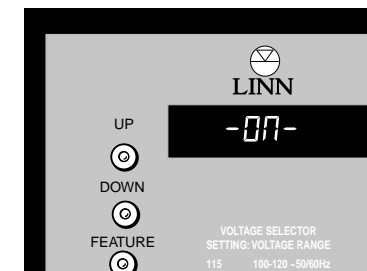 LINN
UP
-On-
DOWN
FEATURE
VOLTAGE SELECTOR
SETTING: VOLTAGE RANGE
115 100-120 ~50/60Hz